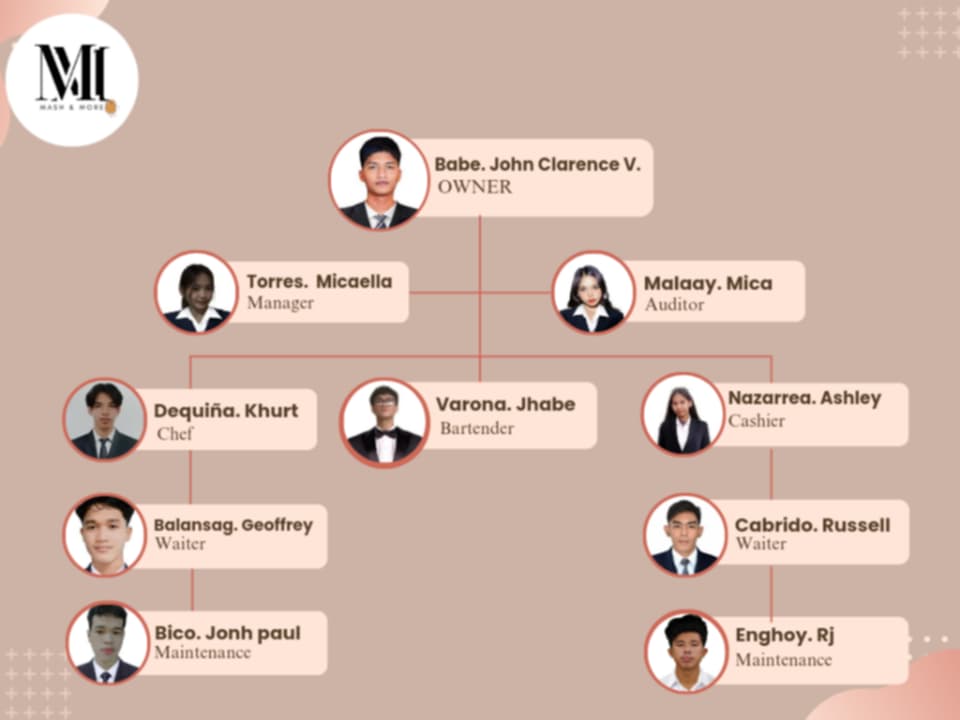 MASH & MORE
Babe. John Clarence V.
OWNER
Torres. Micaella
Manager
Malaay. Mica
Auditor
Dequiña. Khurt
Chef
Varona. Jhabe
Bartender
Nazarrea. Ashley
Cashier
Balansag. Geoffrey
Waiter
Cabrido. Russell
Waiter
Bico. Jonh paul
Maintenance
Enghoy. Rj
Maintenance